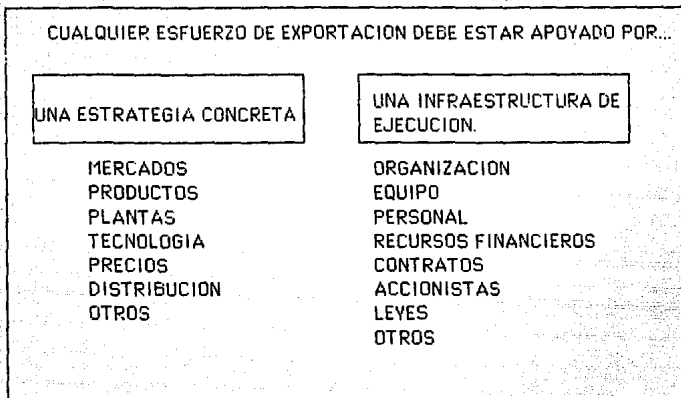 CUALQUIER ESFUERZO DE EXPORTACION DEBE ESTAR APOYADO POR...
UNA ESTRATEGIA CONCRETA
MERCADOS
PRODUCTOS
PLANTAS
TECNOLOGIA
PRECIOS
DISTRIBUCION
OTROS
UNA INFRAESTRUCTURA DE
EJECUCION.
ORGANIZACION
EQUIPO
PERSONAL
RECURSOS FINANCIEROS
CONTRATOS
ACCIONISTAS
LEYES
OTROS